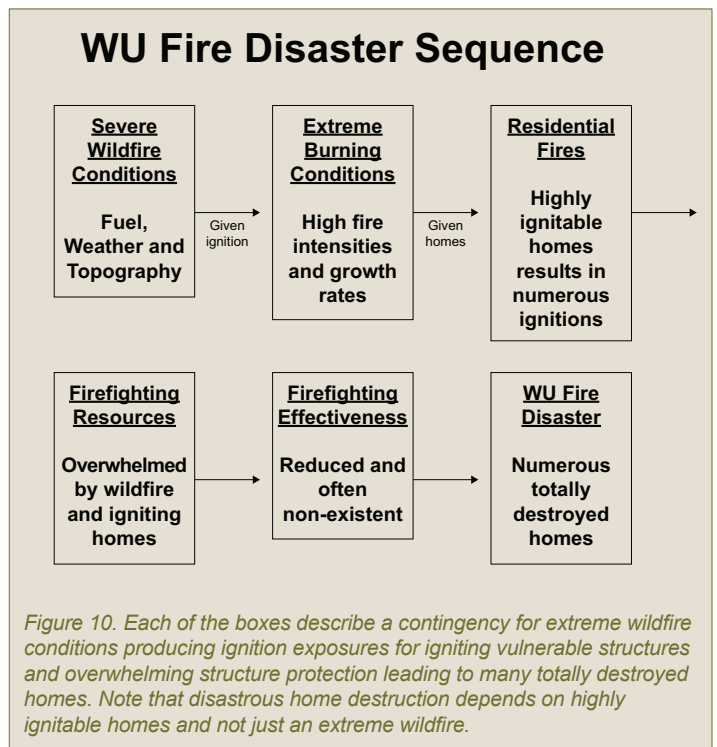 WU Fire Disaster Sequence
Severe
Wildfire
Conditions
Fuel,
Weather and
Topography
Given
ignition
Extreme
Burning
Conditions
High fire
intensities
and growth
rates
Given
homes
Residential
Fires
Highly
ignitable
homes
results in
numerous
ignitions
Firefighting
Resources
Overwhelmed
by wildfire
and igniting
homes
Firefighting
Effectiveness
Reduced and
often
non-existent
WU Fire
Disaster
Numerous
totally
destroyed
homes
Figure 10. Each of the boxes describe a contingency for extreme wildfire
conditions producing ignition exposures for igniting vulnerable structures
and overwhelming structure protection leading to many totally destroyed
homes. Note that disastrous home destruction depends on highly
ignitable homes and not just an extreme wildfire.